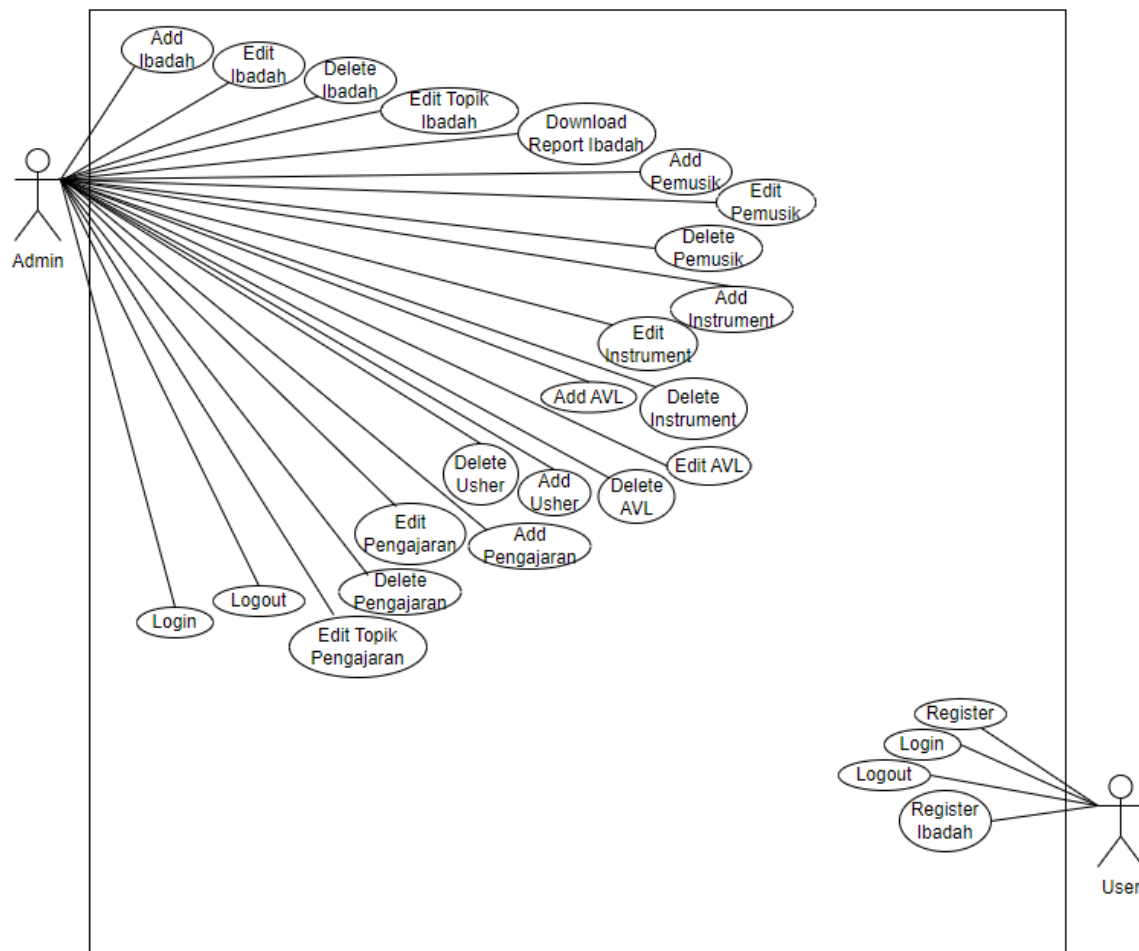 Add
Ibadah
Edit
Ibadah
Delete
Ibadah
Edit Topik
Ibadah
Download
Report Ibadah
Add
Pemusik
Edit
Pemusik
Delete
Pemusik
Admin
Add
Instrument
Edit
Instrument
Add AVL
Delete
Instrument
Delete
Usher
Add
Usher
Delete
AVL
Edit AVL
Edit
Pengajaran
Add
Pengajaran
Delete
Pengajaran
Login
Logout
Edit Topik
Pengajaran
Register
Login
Logout
Register
Ibadah
User